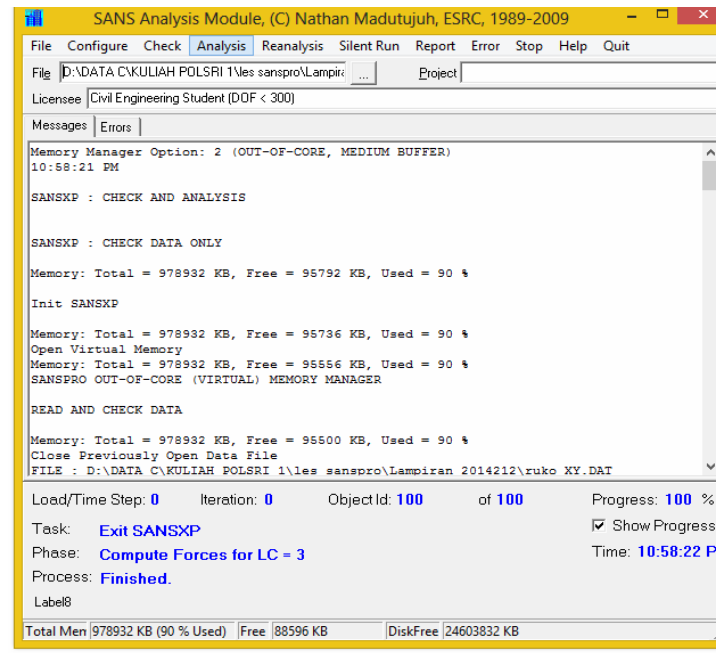 SANS Analysis Module, (C) Nathan Madutujuh, ESRC, 1989-2009
File Configure Check Analysis Reanalysis Silent Run Report Error Stop Help Quit
File D:\DATA C\KULIAH POLSRI 1\les sanspro\Lampira ... Project
Licensee Civil Engineering Student (DOF < 300)
Messages Errors
Memory Manager Option: 2 (OUT-OF-CORE, MEDIUM BUFFER)
10:58:21 PM
SANSXP : CHECK AND ANALYSIS
SANSXP : CHECK DATA ONLY
Memory: Total = 978932 KB, Free = 95792 KB, Used = 90 %
Init SANSXP
Memory: Total = 978932 KB, Free = 95736 KB, Used = 90 %
Open Virtual Memory
Memory: Total = 978932 KB, Free = 95556 KB, Used = 90 %
SANSPRO OUT-OF-CORE (VIRTUAL) MEMORY MANAGER
READ AND CHECK DATA
Memory: Total = 978932 KB, Free = 95500 KB, Used = 90 %
Close Previously Open Data File
FILE : D:\DATA C\KULIAH POLSRI 1\les sanspro\Lampiran 2014212\ruko XY.DAT
Load/Time Step: 0 Iteration: 0 Object Id: 100 of 100 Progress: 100 %
Task: Exit SANSXP Show Progress
Phase: Compute Forces for LC = 3 Time: 10:58:22 P
Process: Finished.
Label8
Total Men 978932 KB (90 % Used) Free 88596 KB DiskFree 24603832 KB